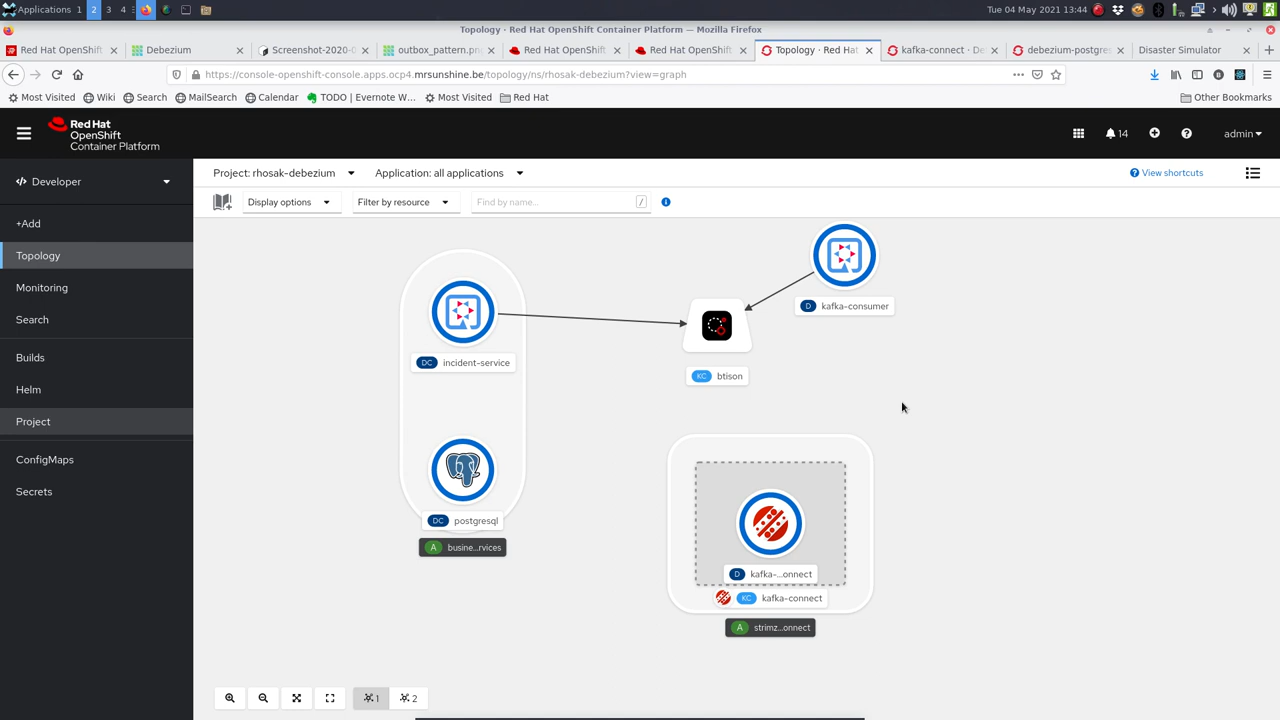 Applications 1 2 3 4 5 Tue 04 May 2021 13:44
Topology · Red Hat OpenShift Container Platform — Mozilla Firefox
Red Hat OpenShift Debezium Screenshot-2020-0 outbox_pattern.pn Red Hat OpenShift Red Hat OpenShift Topology · Red Hat kafka-connect · De debezium-postgre Disaster Simulator
https://console-openshift-console.apps.ocp4.mrsunshine.be/topology/ns/rhosak-debezium?view=graph
Most Visited Wiki Search MailSearch Calendar TODO | Evernote W... Most Visited Red Hat Other Bookmarks
Red Hat
OpenShift
Container Platform
14 admin
Developer
Project: rhosak-debezium Application: all applications View shortcuts
Display options Filter by resource Find by name... /
+Add
Topology
Monitoring
Search
Builds
Helm
Project
ConfigMaps
Secrets
D kafka-consumer
DC incident-service
KC btison
DC postgresql
A busine...rvices
D kafka-...onnect
KC kafka-connect
A strimz...onnect
1 2